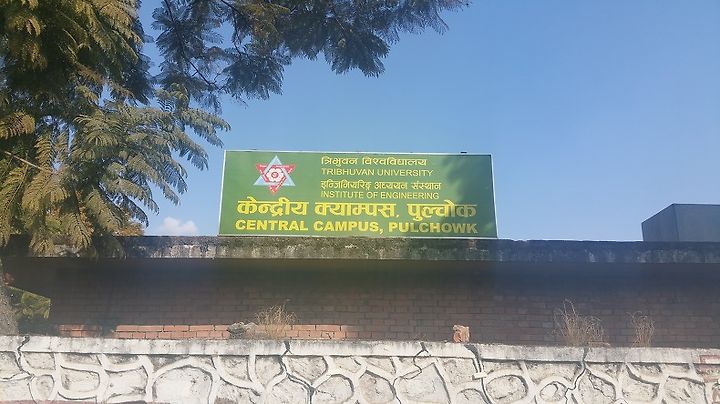 त्रिभुवन विश्वविद्यालय
TRIBHUVAN UNIVERSITY
इन्जिनियरिङ्ग अध्ययन संस्थान
INSTITUTE OF ENGINEERING
केन्द्रीय क्याम्पस, पुल्चोक
CENTRAL CAMPUS, PULCHOWK